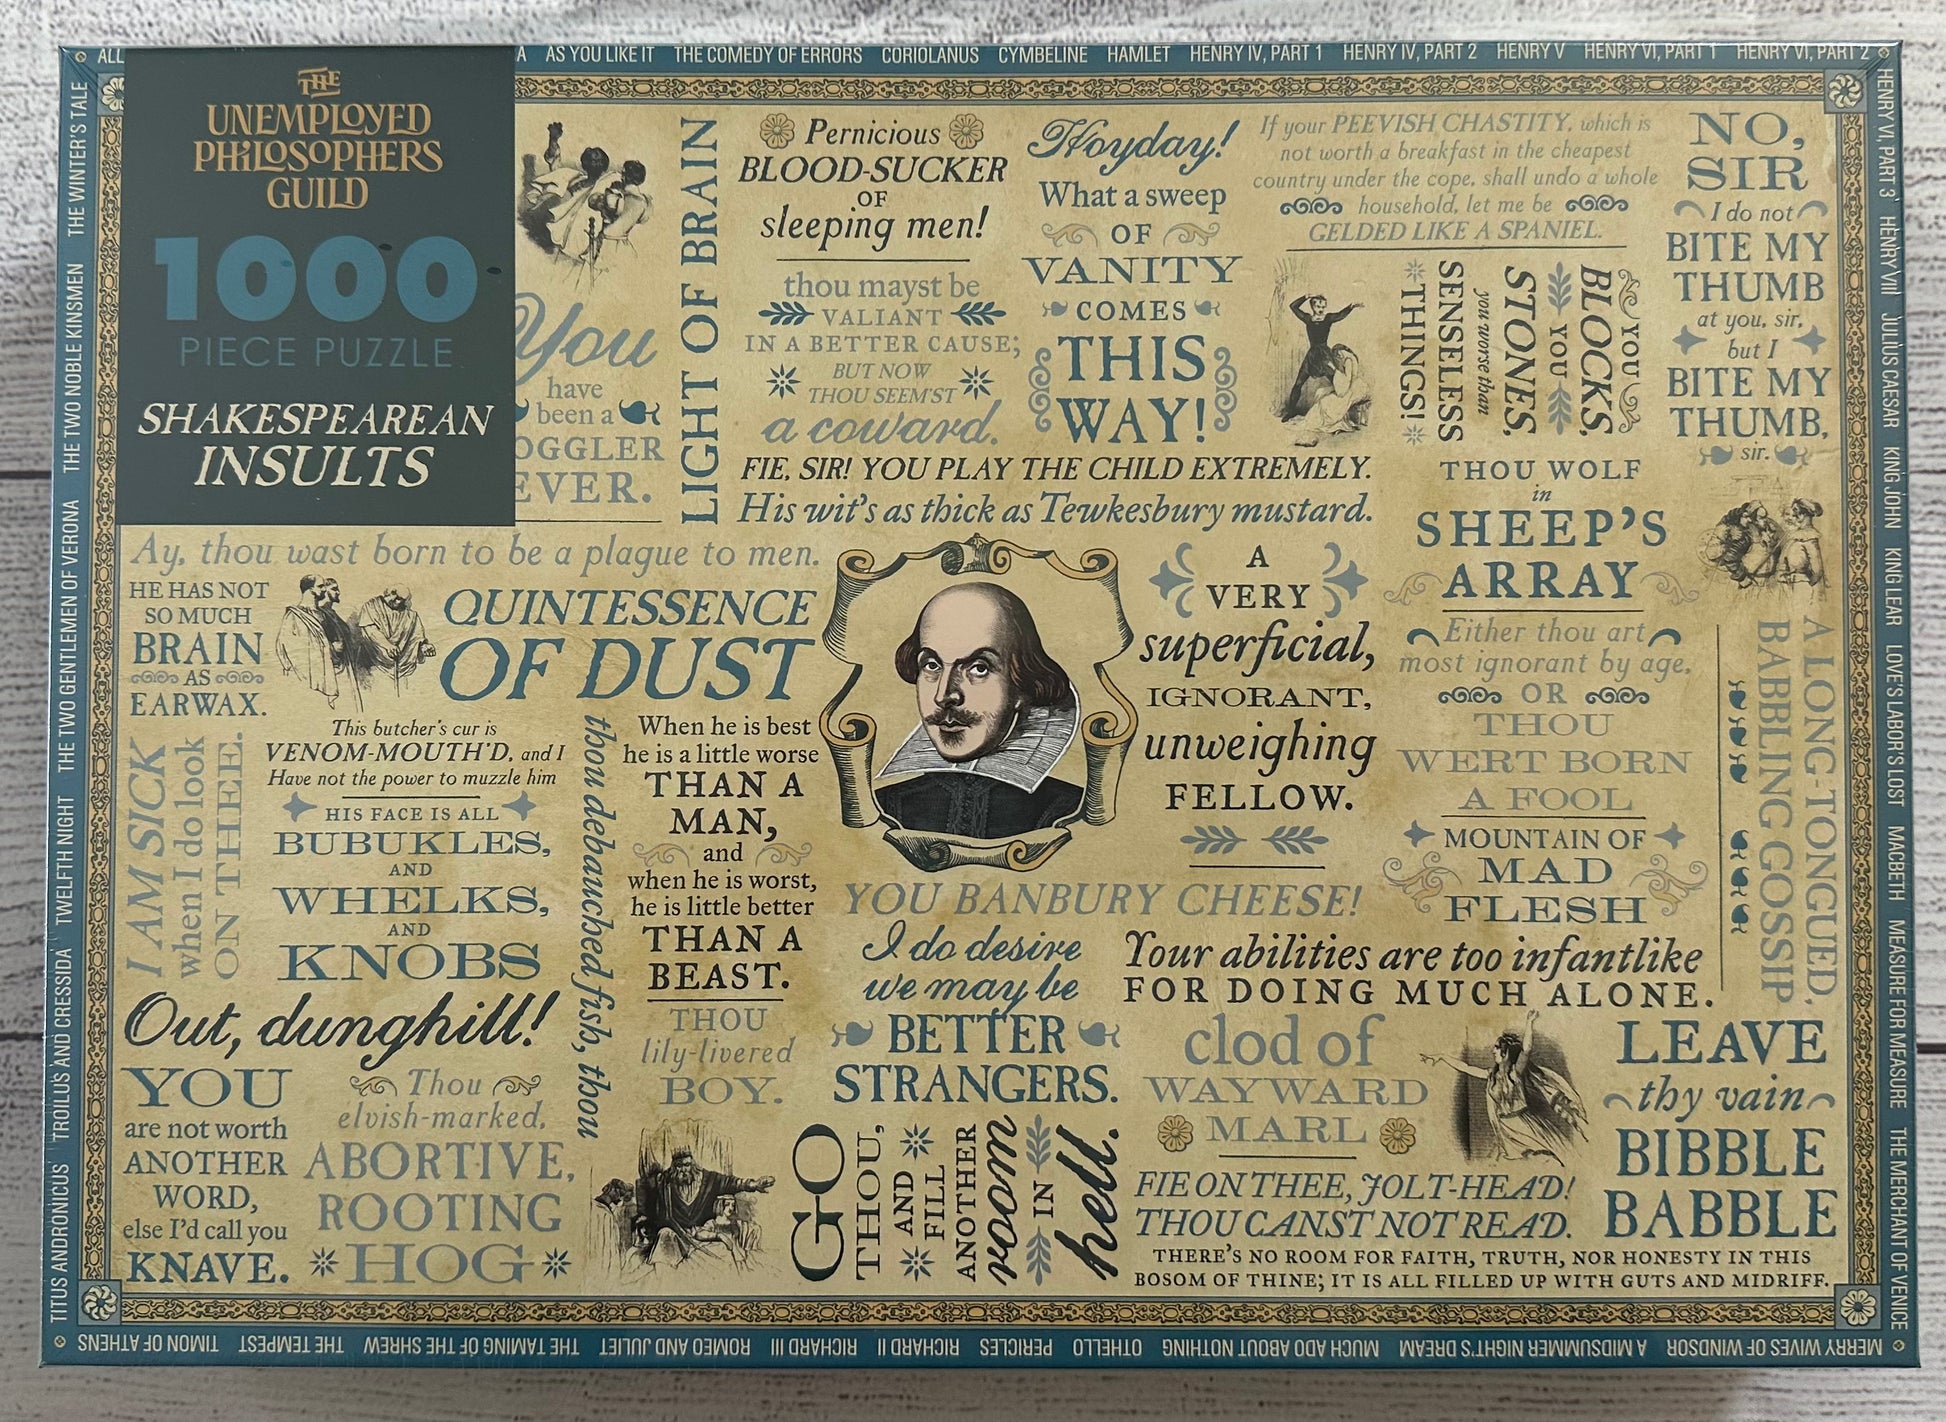 ALL
A AS YOU LIKE IT THE COMEDY OF ERRORS CORIOLANUS CYMBELINE HAMLET HENRY IV, PART 1 HENRY IV, PART 2 HENRY V HENRY VI, PART 1 HENRY VI, PART 2
HENRY VI, PART 3 HENRY VIII JULIUS CAESAR KING JOHN KING LEAR LOVE'S LABOR'S LOST MACBETH MEASURE FOR MEASURE THE MERCHANT OF VENICE
MERRY WIVES OF WINDSOR A MIDSUMMER NIGHT'S DREAM MUCH ADO ABOUT NOTHING OTHELLO PERICLES RICHARD II RICHARD III ROMEO AND JULIET THE TAMING OF THE SHREW THE TEMPEST TIMON OF ATHENS
TITUS ANDRONICUS TROILUS AND CRESSIDA TWELFTH NIGHT THE TWO GENTLEMEN OF VERONA THE TWO NOBLE KINSMEN THE WINTER'S TALE
THE
UNEMPLOYED
PHILOSOPHERS
GUILD
1000
PIECE PUZZLE
SHAKESPEAREAN
INSULTS
You
have
been a
OGGLER
EVER.
LIGHT OF BRAIN
Pernicious
BLOOD-SUCKER
OF
sleeping men!
thou mayst be
VALIANT
IN A BETTER CAUSE;
BUT NOW
THOU SEEM'ST
a coward.
Hoyday!
What a sweep
OF
VANITY
COMES
THIS
WAY!
If your PEEVISH CHASTITY, which is
not worth a breakfast in the cheapest
country under the cope, shall undo a whole
household, let me be
GELDED LIKE A SPANIEL.
YOU
BLOCKS,
YOU
STONES,
you worse than
SENSELESS
THINGS!
NO,
SIR
I do not
BITE MY
THUMB
at you, sir,
but I
BITE MY
THUMB,
sir.
FIE, SIR! YOU PLAY THE CHILD EXTREMELY.
His wit's as thick as Tewkesbury mustard.
THOU WOLF
in
SHEEP'S
ARRAY
Ay, thou wast born to be a plague to men.
HE HAS NOT
SO MUCH
BRAIN
AS
EARWAX.
QUINTESSENCE
OF DUST
A
VERY
superficial,
IGNORANT,
unweighing
FELLOW.
Either thou art
most ignorant by age,
OR
THOU
WERT BORN
A FOOL
A LONG-TONGUED,
BABBLING GOSSIP
I AM SICK
when I do look
ON THEE.
This butcher's cur is
VENOM-MOUTH'D, and I
Have not the power to muzzle him
HIS FACE IS ALL
BUBUKLES,
AND
WHELKS,
AND
KNOBS
thou debauched fish, thou
When he is best
he is a little worse
THAN A
MAN,
and
when he is worst,
he is little better
THAN A
BEAST.
MOUNTAIN OF
MAD
FLESH
YOU BANBURY CHEESE!
I do desire
we may be
BETTER
STRANGERS.
Your abilities are too infantlike
FOR DOING MUCH ALONE.
Out, dunghill!
THOU
lily-livered
BOY.
clod of
WAYWARD
MARL
LEAVE
thy vain
BIBBLE
BABBLE
YOU
are not worth
ANOTHER
WORD,
else I'd call you
KNAVE.
Thou
elvish-marked,
ABORTIVE,
ROOTING
HOG
GO
THOU,
AND
FILL
ANOTHER
room
IN
hell.
FIE ON THEE, JOLT-HEAD!
THOU CANST NOT READ.
THERE'S NO ROOM FOR FAITH, TRUTH, NOR HONESTY IN THIS
BOSOM OF THINE; IT IS ALL FILLED UP WITH GUTS AND MIDRIFF.